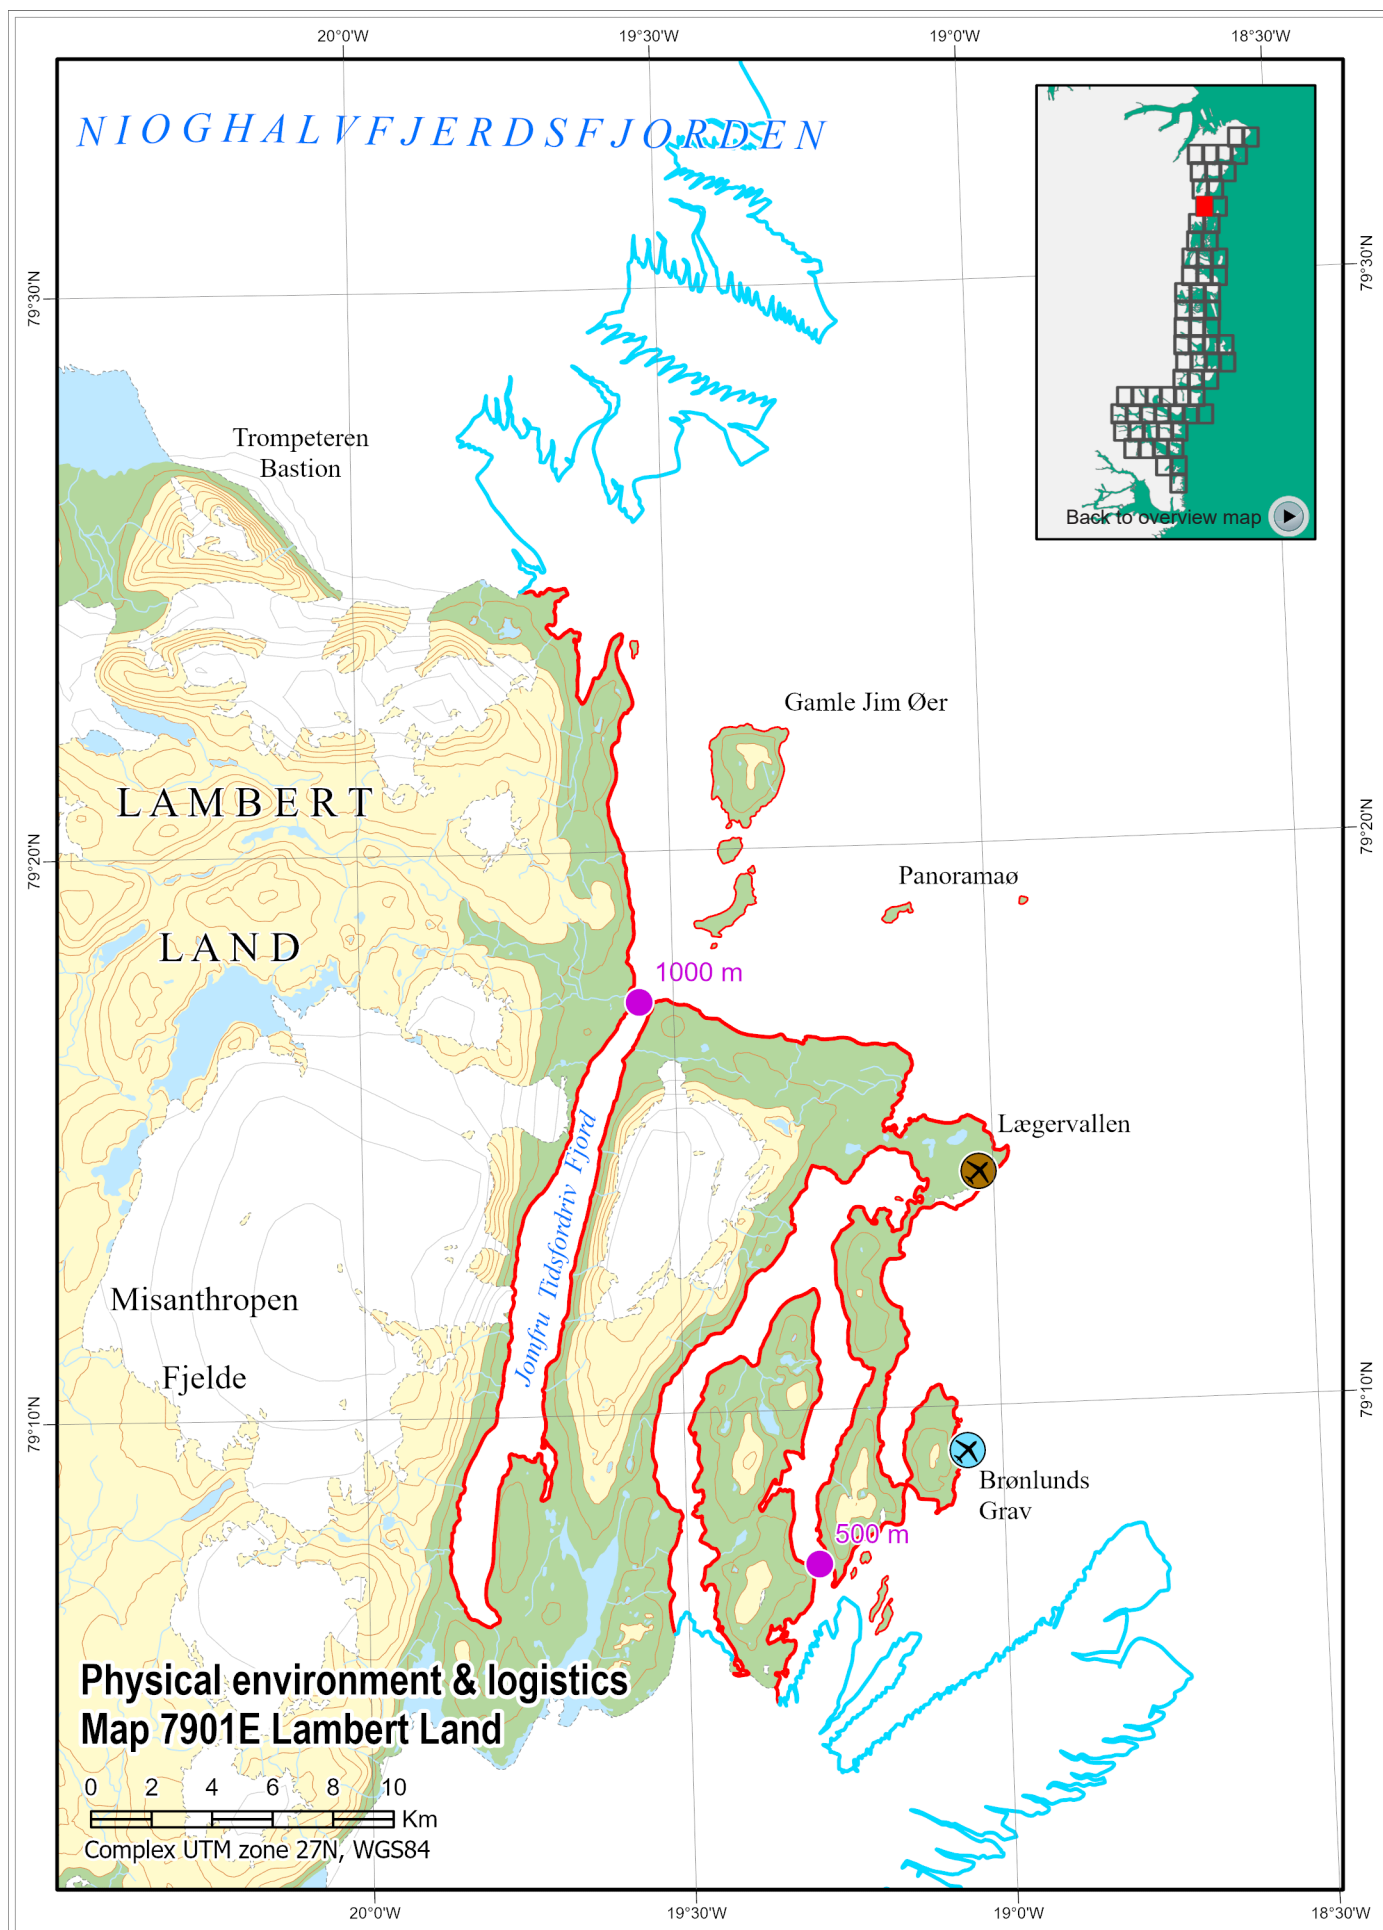 20°0'W 19°30'W 19°0'W 18°30'W
NIOGHALVFJERDSFJORDEN
79°30'N
79°30'N
Trompeteren
Bastion
Back to overview map
Gamle Jim Øer
LAMBERT
79°20'N
79°20'N
Panoramaø
LAND
1000 m
Lægervallen
Jomfru Tidsfordriv Fjord
Misanthropen
Fjelde
79°10'N
79°10'N
Brønlunds
Grav
500 m
Physical environment & logistics
Map 7901E Lambert Land
0 2 4 6 8 10
Km
Complex UTM zone 27N, WGS84
20°0'W 19°30'W 19°0'W 18°30'W